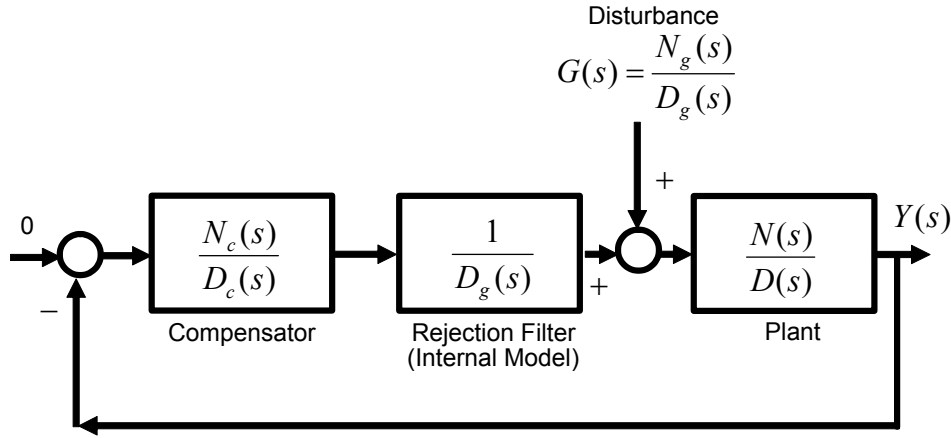 Disturbance
G(s) = N_g(s) / D_g(s)
+
0
N_c(s) / D_c(s)
1 / D_g(s)
+
N(s) / D(s)
Y(s)
−
Compensator
Rejection Filter
(Internal Model)
Plant